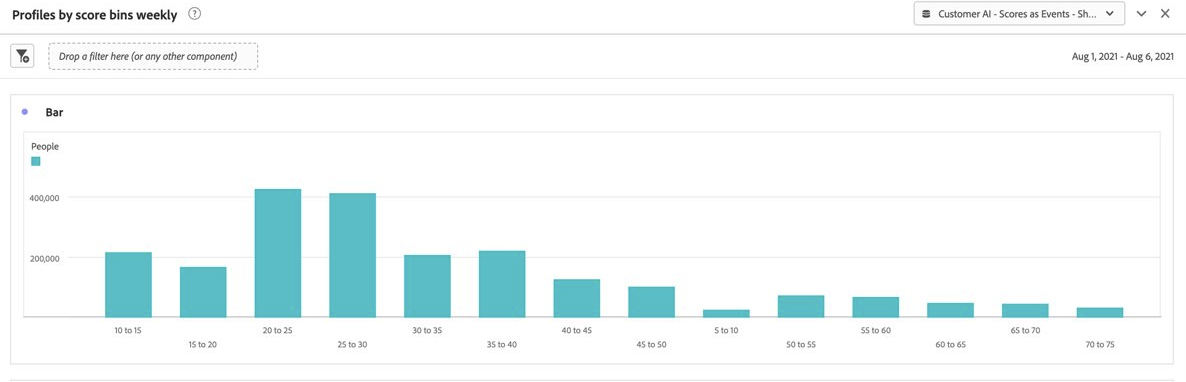 Profiles by score bins weekly ?
Customer AI - Scores as Events - Sh...
Drop a filter here (or any other component)
Aug 1, 2021 - Aug 6, 2021
Bar
People
400,000
200,000
10 to 15
15 to 20
20 to 25
25 to 30
30 to 35
35 to 40
40 to 45
45 to 50
5 to 10
50 to 55
55 to 60
60 to 65
65 to 70
70 to 75